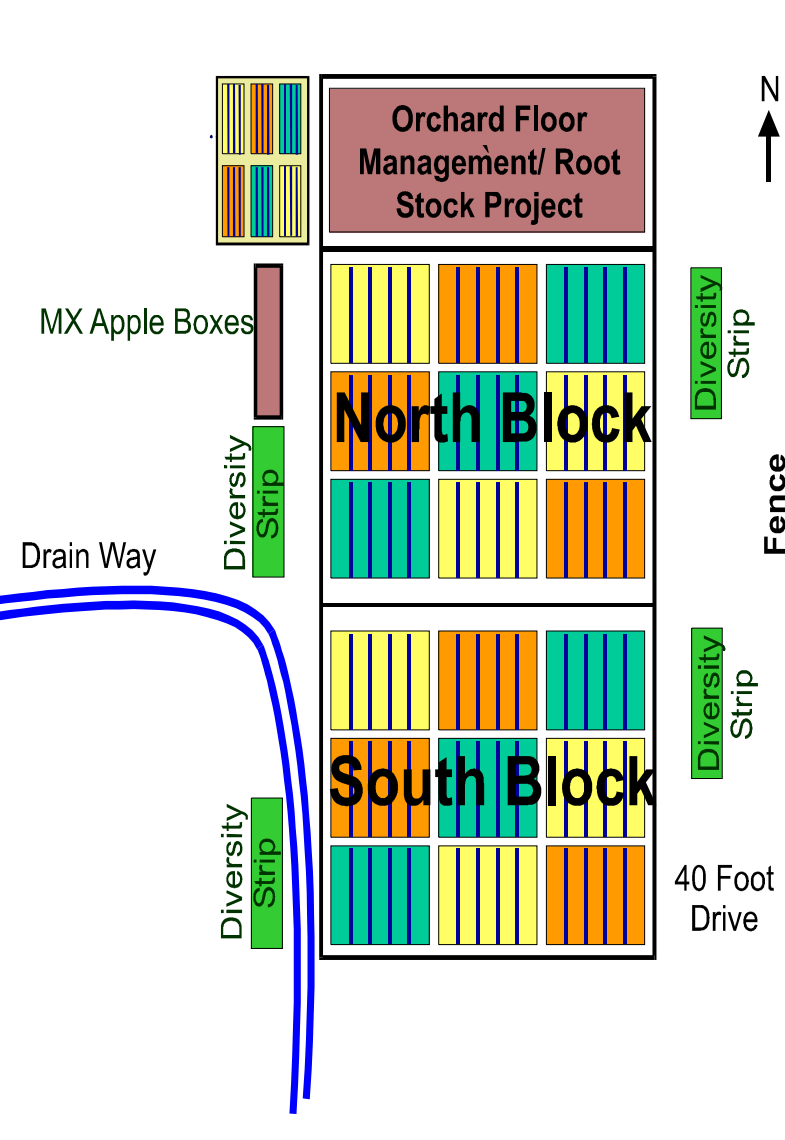 N
Orchard Floor
Management/ Root
Stock Project
MX Apple Boxes
Diversity
Strip
North Block
Diversity
Strip
Fence
Drain Way
Diversity
Strip
South Block
Diversity
Strip
40 Foot
Drive